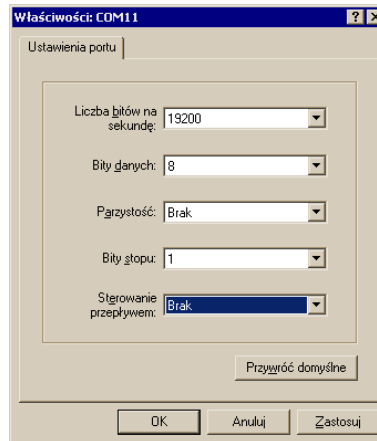 Właściwości: COM11
Ustawienia portu
Liczba bitów na
sekundę:
19200
Bity danych:
8
Parzystość:
Brak
Bity stopu:
1
Sterowanie
przepływem:
Brak
Przywróć domyślne
OK
Anuluj
Zastosuj